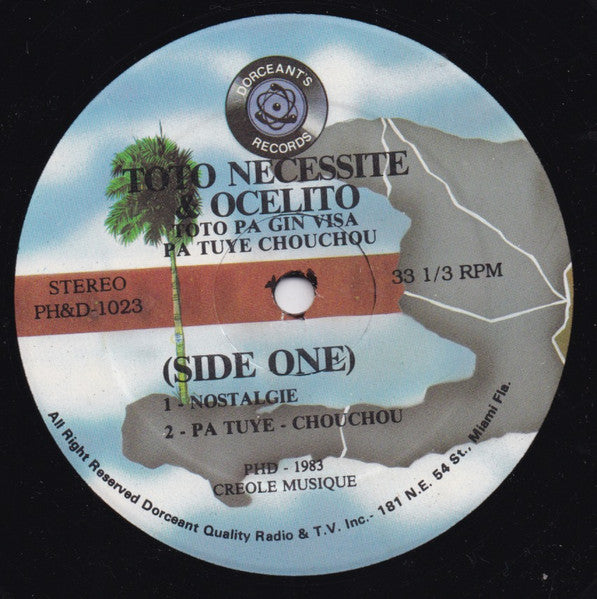 DORCEANT'S
RECORDS
TOTO NECESSITE
& OCELITO
TOTO PA GIN VISA
PA TUYE CHOUCHOU
STEREO
PH&D-1023
33 1/3 RPM
(SIDE ONE)
1 - NOSTALGIE
2 - PA TUYE - CHOUCHOU
PHD - 1983
CREOLE MUSIQUE
All Right Reserved Dorceant Quality Radio & T.V. Inc.- 181 N.E. 54 St., Miami Fla.